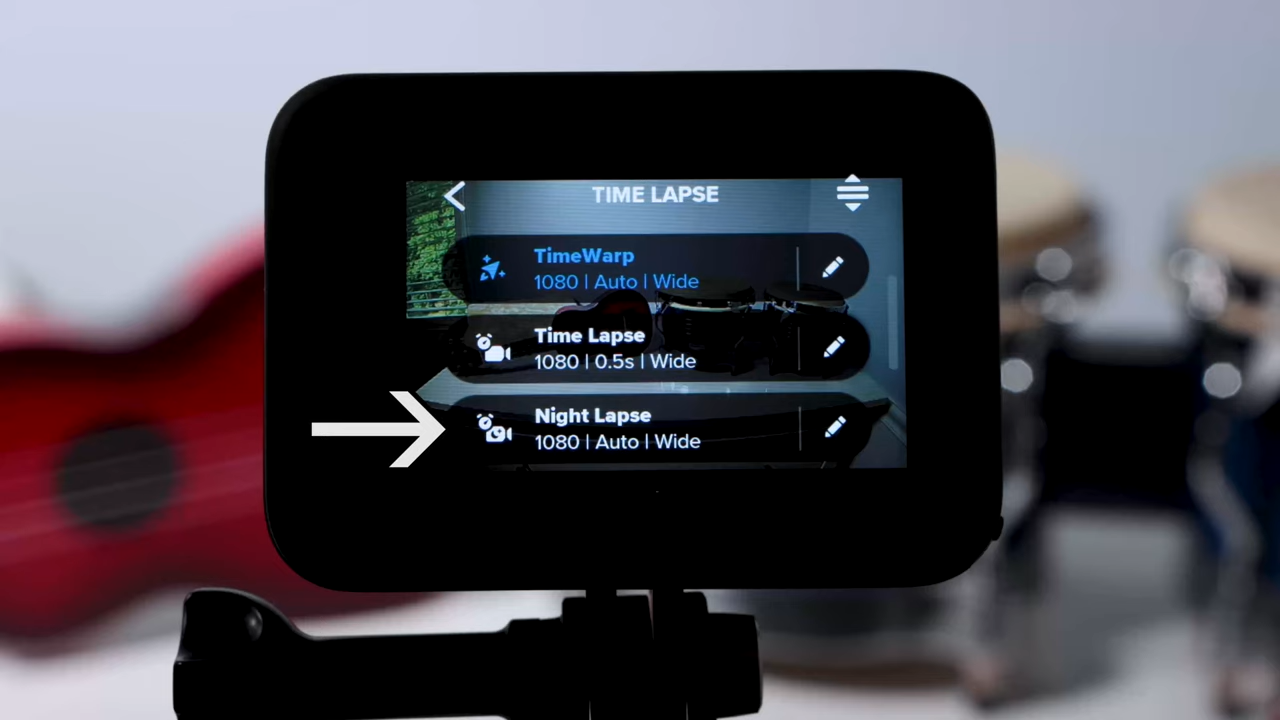 TIME LAPSE
TimeWarp
1080 | Auto | Wide
Time Lapse
1080 | 0.5s | Wide
Night Lapse
1080 | Auto | Wide